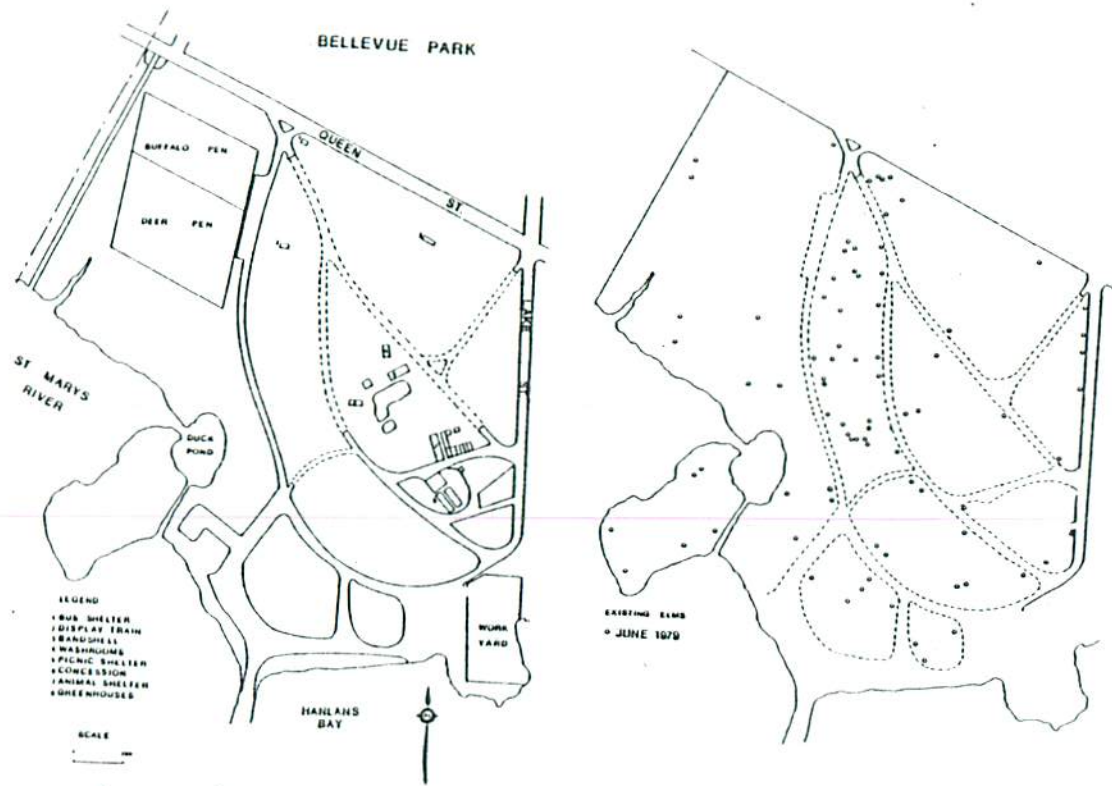 BELLEVUE PARK
QUEEN
ST
BUFFALO PEN
DEER PEN
LAKE
ST
ST MARYS
RIVER
DUCK
POND
LEGEND
BUS SHELTER
DISPLAY TRAIN
BANDSHELL
WASHROOMS
PICNIC SHELTER
CONCESSION
ANIMAL SHELTER
GREENHOUSES
SCALE
WORK
YARD
HANLANS
BAY
EXISTING ELMS
JUNE 1979